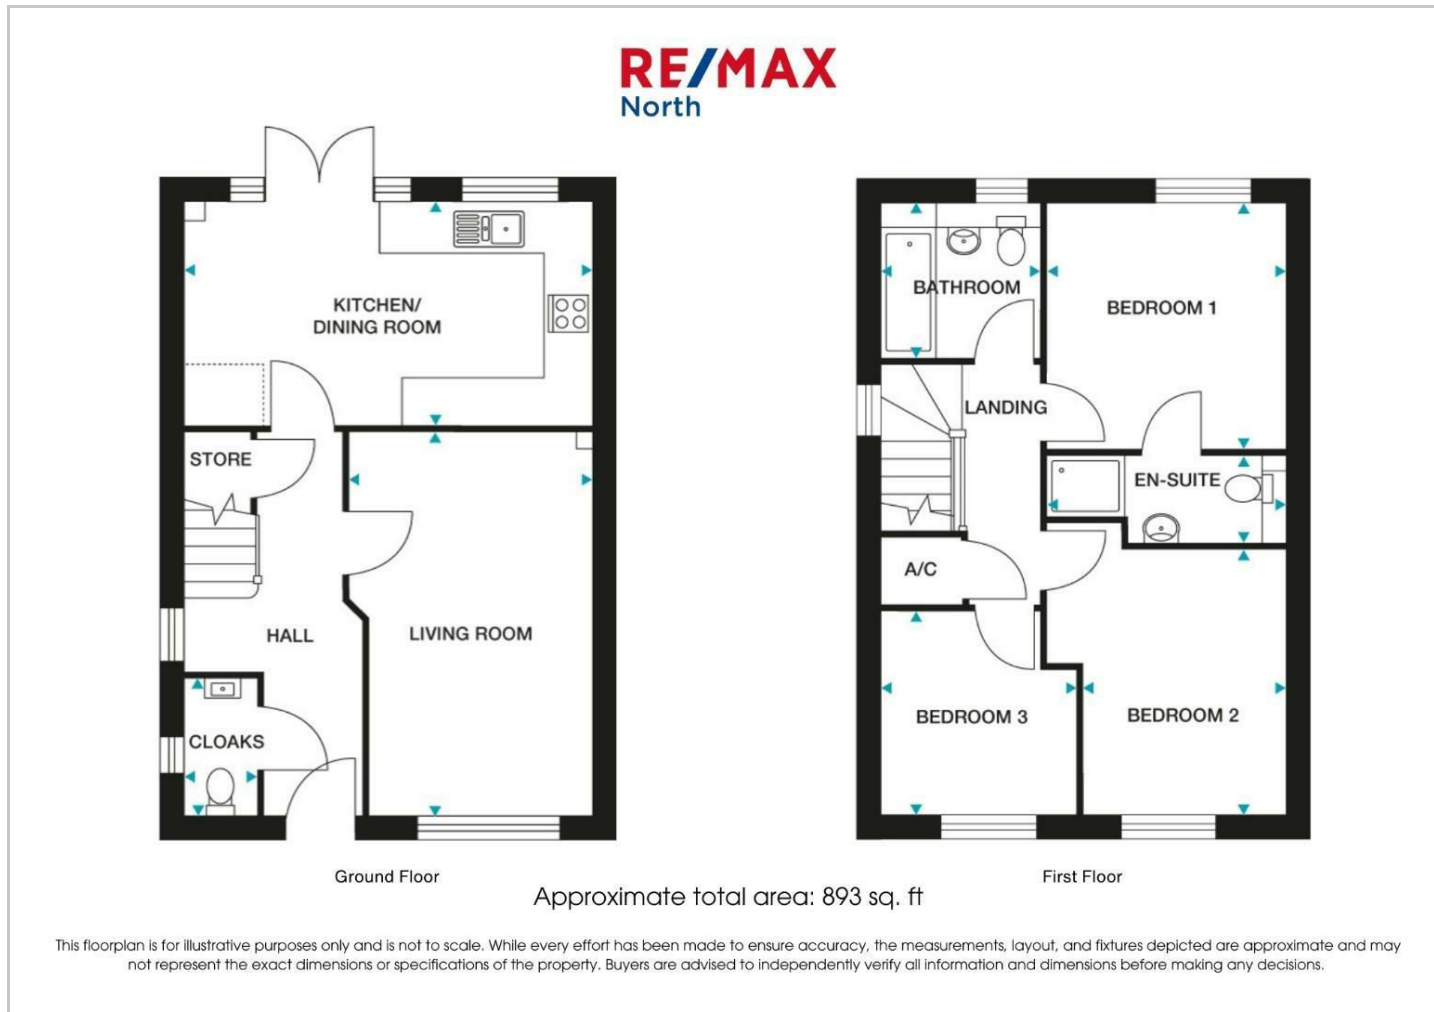 RE/MAX
North
KITCHEN/
DINING ROOM
STORE
HALL
LIVING ROOM
CLOAKS
Ground Floor
BATHROOM
BEDROOM 1
LANDING
EN-SUITE
A/C
BEDROOM 3
BEDROOM 2
First Floor
Approximate total area: 893 sq. ft
This floorplan is for illustrative purposes only and is not to scale. While every effort has been made to ensure accuracy, the measurements, layout, and fixtures depicted are approximate and may
not represent the exact dimensions or specifications of the property. Buyers are advised to independently verify all information and dimensions before making any decisions.